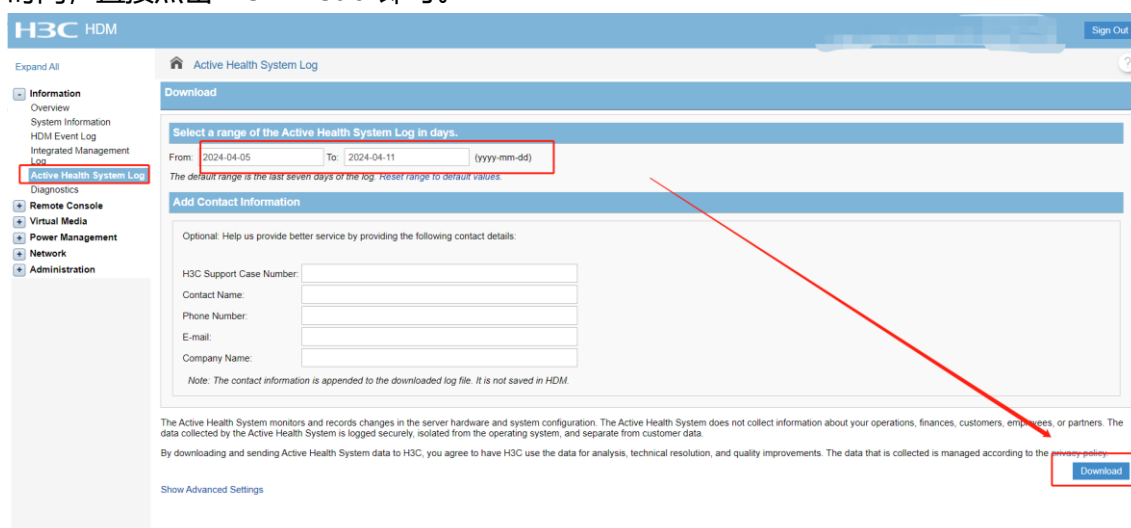 H3C HDM
Sign Out
Expand All
Active Health System Log
?
Information
Overview
System Information
HDM Event Log
Integrated Management
Log
Active Health System Log
Diagnostics
Remote Console
Virtual Media
Power Management
Network
Administration
Download
Select a range of the Active Health System Log in days.
From: 2024-04-05 To: 2024-04-11 (yyyy-mm-dd)
The default range is the last seven days of the log. Reset range to default values.
Add Contact Information
Optional: Help us provide better service by providing the following contact details:
H3C Support Case Number:
Contact Name:
Phone Number:
E-mail:
Company Name:
Note: The contact information is appended to the downloaded log file. It is not saved in HDM.
The Active Health System monitors and records changes in the server hardware and system configuration. The Active Health System does not collect information about your operations, finances, customers, employees, or partners. The
data collected by the Active Health System is logged securely, isolated from the operating system, and separate from customer data.
By downloading and sending Active Health System data to H3C, you agree to have H3C use the data for analysis, technical resolution, and quality improvements. The data that is collected is managed according to the privacy policy.
Download
Show Advanced Settings